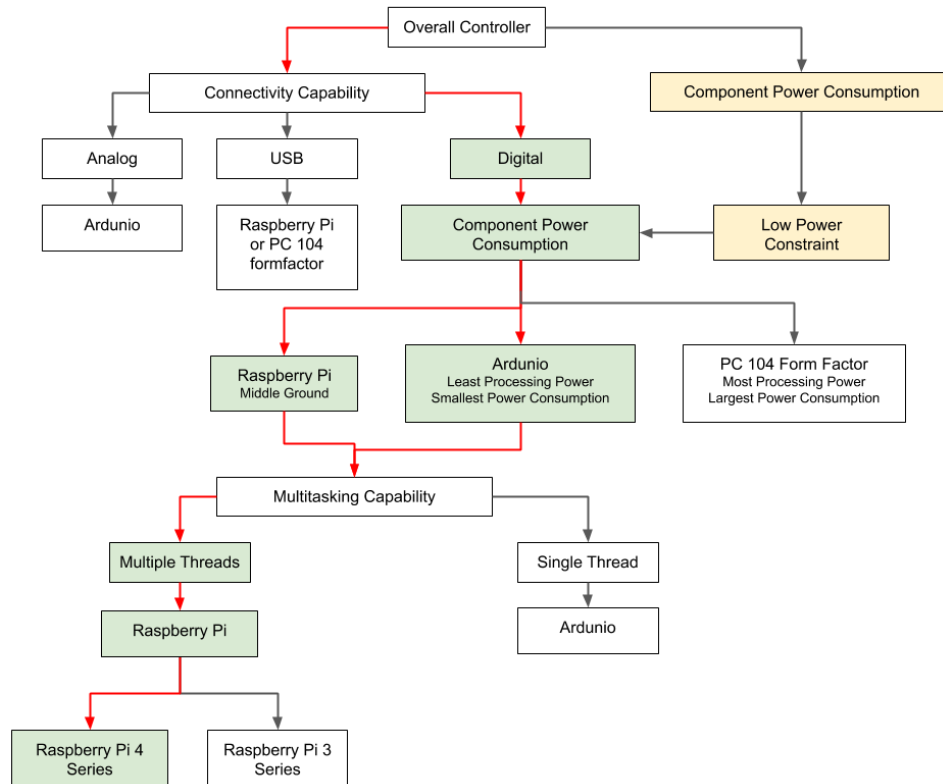 Overall Controller
Connectivity Capability
Component Power Consumption
Analog
USB
Digital
Ardunio
Raspberry Pi
or PC 104
formfactor
Component Power
Consumption
Low Power
Constraint
Raspberry Pi
Middle Ground
Ardunio
Least Processing Power
Smallest Power Consumption
PC 104 Form Factor
Most Processing Power
Largest Power Consumption
Multitasking Capability
Multiple Threads
Single Thread
Raspberry Pi
Ardunio
Raspberry Pi 4
Series
Raspberry Pi 3
Series